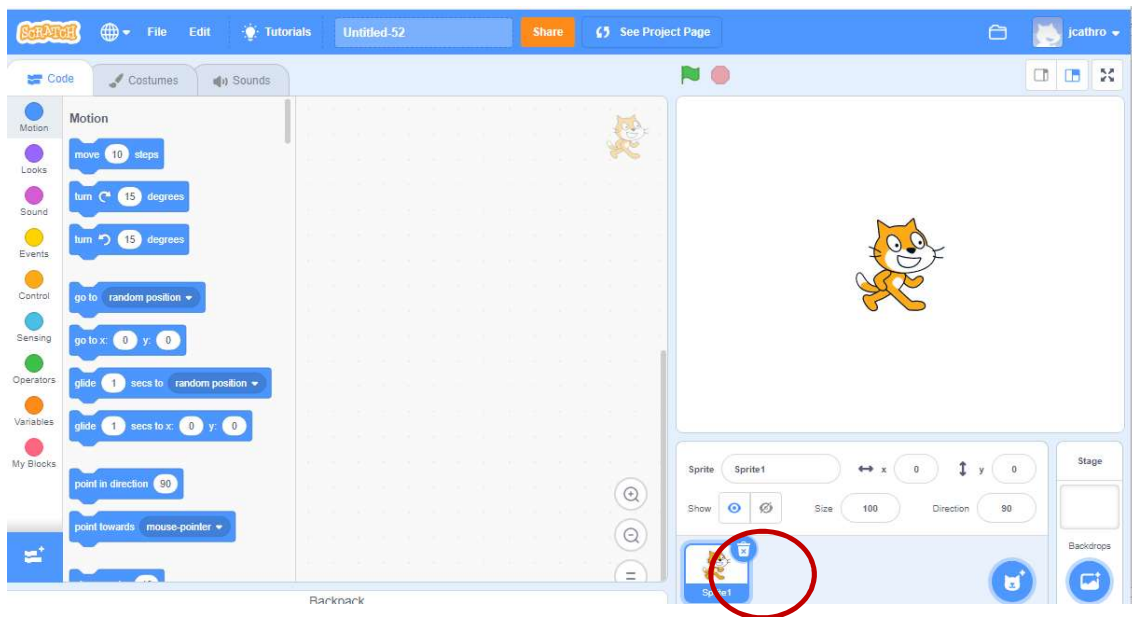 SCRATCH File Edit Tutorials Untitled-52 Share See Project Page jcathro
Code Costumes Sounds
Motion
Looks
Sound
Events
Control
Sensing
Operators
Variables
My Blocks
Motion
move 10 steps
turn 15 degrees
turn 15 degrees
go to random position
go to x: 0 y: 0
glide 1 secs to random position
glide 1 secs to x: 0 y: 0
point in direction 90
point towards mouse-pointer
Backpack
Sprite Sprite1 x 0 y 0
Show Size 100 Direction 90
Sprite1
Stage
Backdrops